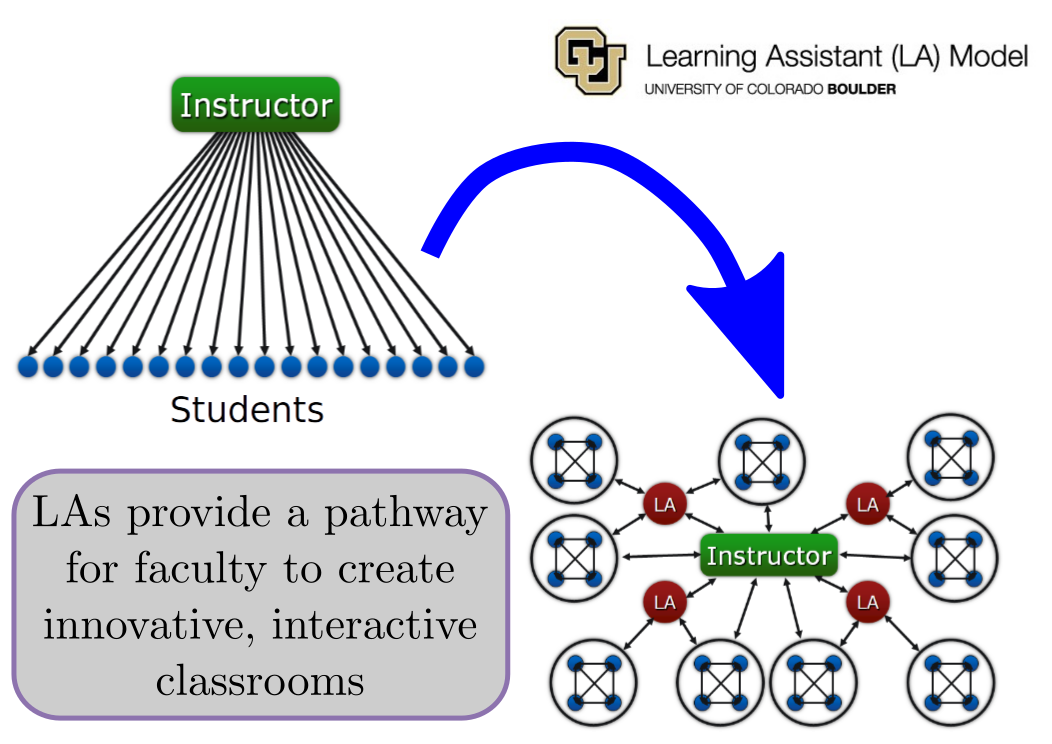 Learning Assistant (LA) Model
UNIVERSITY OF COLORADO BOULDER
CU
Instructor
Students
LAs provide a pathway
for faculty to create
innovative, interactive
classrooms
LA
LA
Instructor
LA
LA